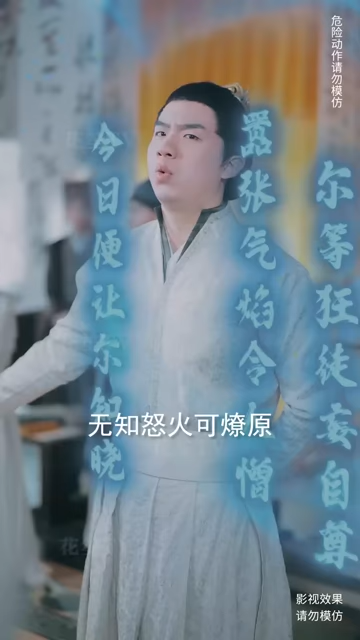 危险动作请勿模仿
尔等狂徒妄自尊
嚣张气焰令人憎
今日便让尔知晓
无知怒火可燎原
影视效果
请勿模仿